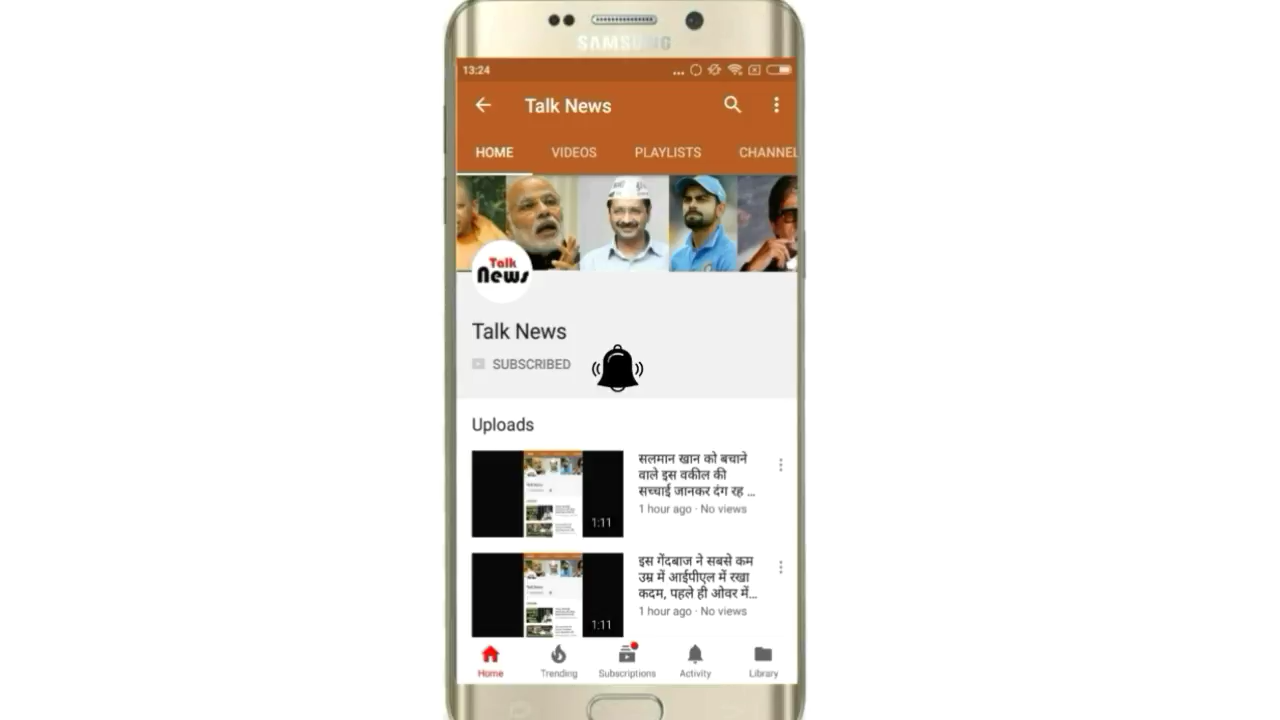 SAMSUNG
13:24
Talk News
HOME VIDEOS PLAYLISTS CHANNEL
Talk
News
Talk News
SUBSCRIBED
Uploads
सलमान खान को बचाने
वाले इस वकील की
सच्चाई जानकर दंग रह ...
1 hour ago · No views
1:11
इस गेंदबाज ने सबसे कम
उम्र में आईपीएल में रखा
कदम, पहले ही ओवर में...
1 hour ago · No views
1:11
Home Trending Subscriptions Activity Library